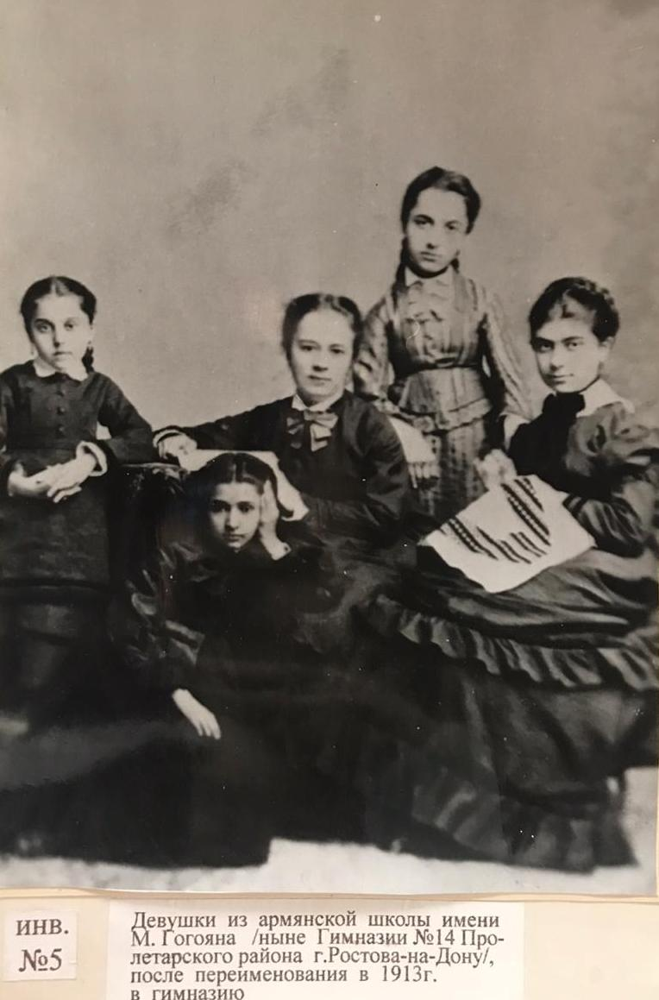 ИНВ.
№5
Девушки из армянской школы имени
М. Гогояна /ныне Гимназии №14 Про-
летарского района г.Ростова-на-Дону/,
после переименования в 1913г.
в гимназию